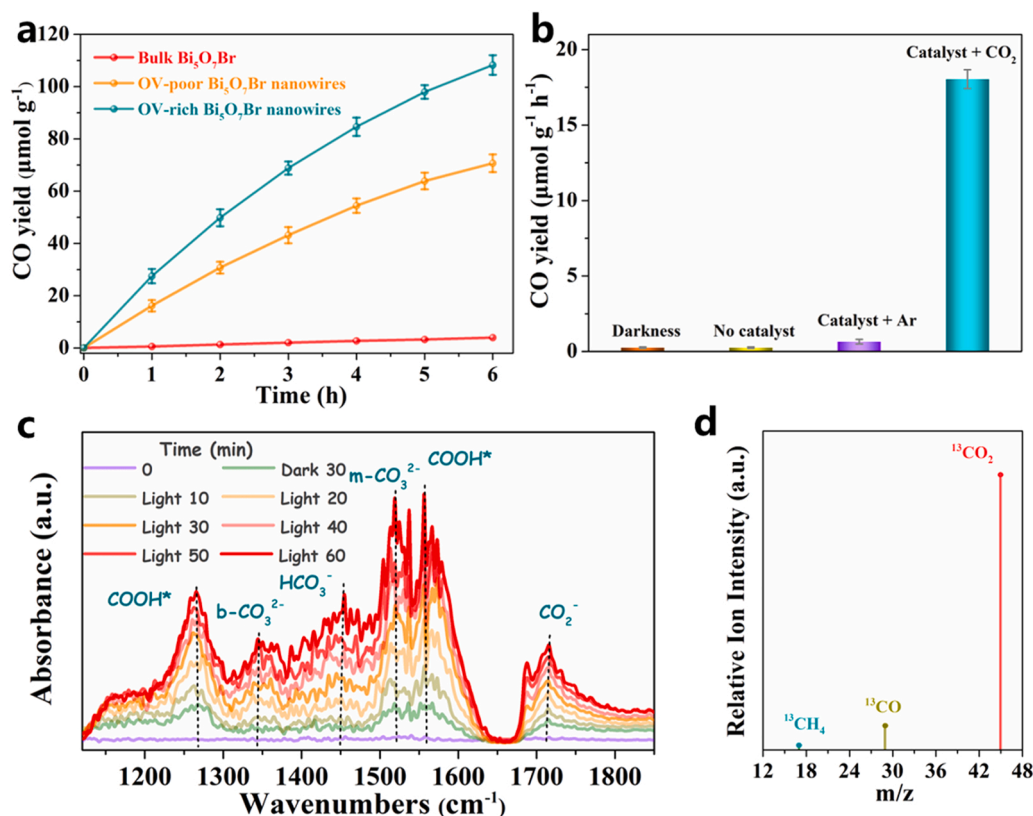 a
CO yield (μmol g⁻¹)
120
100
80
60
40
20
0
Bulk Bi₅O₇Br
OV-poor Bi₅O₇Br nanowires
OV-rich Bi₅O₇Br nanowires
0 1 2 3 4 5 6
Time (h)
b
CO yield (μmol g⁻¹ h⁻¹)
20
15
10
5
0
Darkness
No catalyst
Catalyst + Ar
Catalyst + CO₂
c
Absorbance (a.u.)
Time (min)
0 Dark 30
Light 10 Light 20
Light 30 Light 40
Light 50 Light 60
COOH*
b-CO₃²⁻
HCO₃⁻
m-CO₃²⁻
COOH*
CO₂⁻
1200 1300 1400 1500 1600 1700 1800
Wavenumbers (cm⁻¹)
d
Relative Ion Intensity (a.u.)
¹³CH₄
¹³CO
¹³CO₂
12 18 24 30 36 42 48
m/z